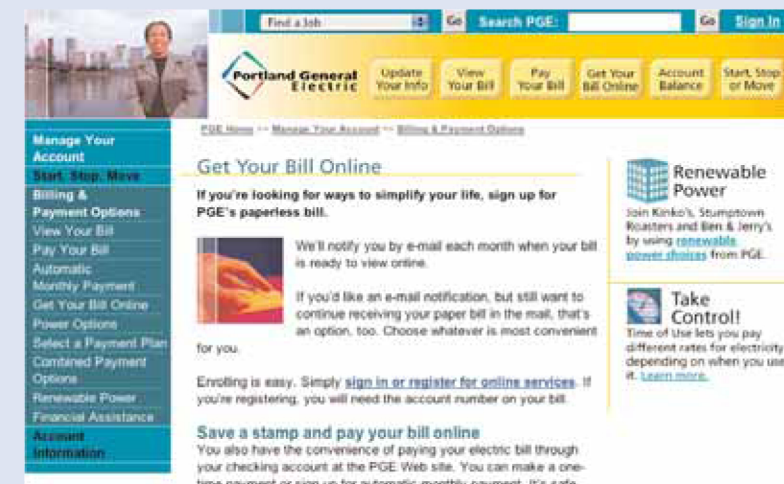 Find a Job
Go
Search PGE:
Go
Sign In
Portland General
Electric
Update
Your Info
View
Your Bill
Pay
Your Bill
Get Your
Bill Online
Account
Balance
Start, Stop
or Move
PGE Home >> Manage Your Account >> Billing & Payment Options
Manage Your
Account
Start, Stop, Move
Billing &
Payment Options
View Your Bill
Pay Your Bill
Automatic
Monthly Payment
Get Your Bill Online
Power Options
Select a Payment Plan
Combined Payment
Options
Renewable Power
Financial Assistance
Account
Information
Get Your Bill Online
If you're looking for ways to simplify your life, sign up for
PGE's paperless bill.
We'll notify you by e-mail each month when your bill
is ready to view online.
If you'd like an e-mail notification, but still want to
continue receiving your paper bill in the mail, that's
an option, too. Choose whatever is most convenient
for you.
Enrolling is easy. Simply sign in or register for online services. If
you're registering, you will need the account number on your bill.
Save a stamp and pay your bill online
You also have the convenience of paying your electric bill through
your checking account at the PGE Web site. You can make a one-
time payment or sign up for automatic monthly payment. It's safe,
Renewable
Power
Join Kinko's, Stumptown
Roasters and Ben & Jerry's
by using renewable
power choices from PGE.
Take
Control!
Time of Use lets you pay
different rates for electricity
depending on when you use
it. Learn more.